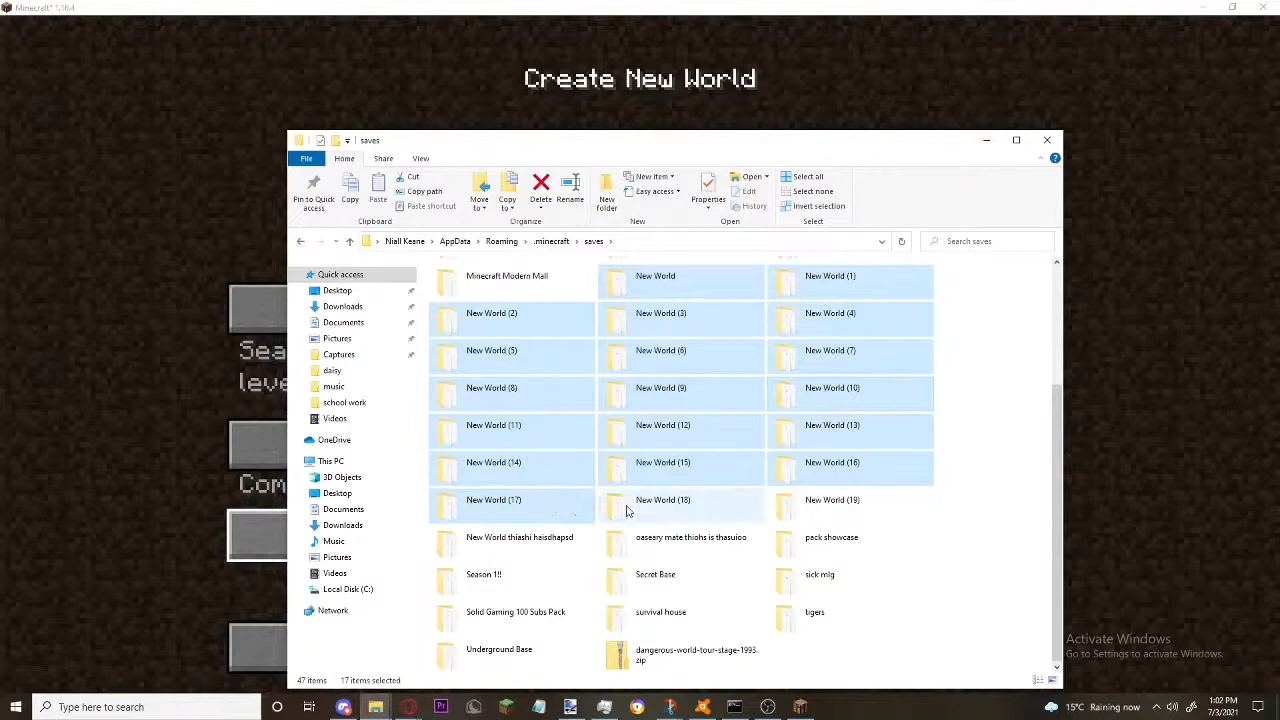 Minecraft* 1.16.4
Create New World
saves
File Home Share View
Pin to Quick access
Copy
Paste
Cut
Copy path
Paste shortcut
Clipboard
Move to
Copy to
Delete
Rename
Organize
New folder
New item
Easy access
New
Properties
Open
Edit
History
Open
Select all
Select none
Invert selection
Select
Niall Keane > AppData > Roaming > .minecraft > saves >
Search saves
Quick access
Desktop
Downloads
Documents
Pictures
Captures
daisy
music
school work
Videos
OneDrive
This PC
3D Objects
Desktop
Documents
Downloads
Music
Pictures
Videos
Local Disk (C:)
Network
Minecraft Modern Mall New World New World (1)
New World (2) New World (3) New World (4)
New World (5) New World (6) New World (7)
New World (8) New World (9) New World (10)
New World (11) New World (12) New World (13)
New World (14) New World (15) New World (16)
New World (17) New World (18) New World (19)
New World thiashi haisdhapsd oaseary mate thiohs is thasuioo pack showcase
Season 1!! Secret Base sick mlg
Solid Gaming 100 Subs Pack survival house tigers
Underground Base dangerous-world-tour-stage-1993.
zip
Sea
leve
Com
47 items 17 items selected
Activate Windows
Go to Settings to activate Windows.
Type here to search
15°C Raining now
1:02 PM
7/3/2021